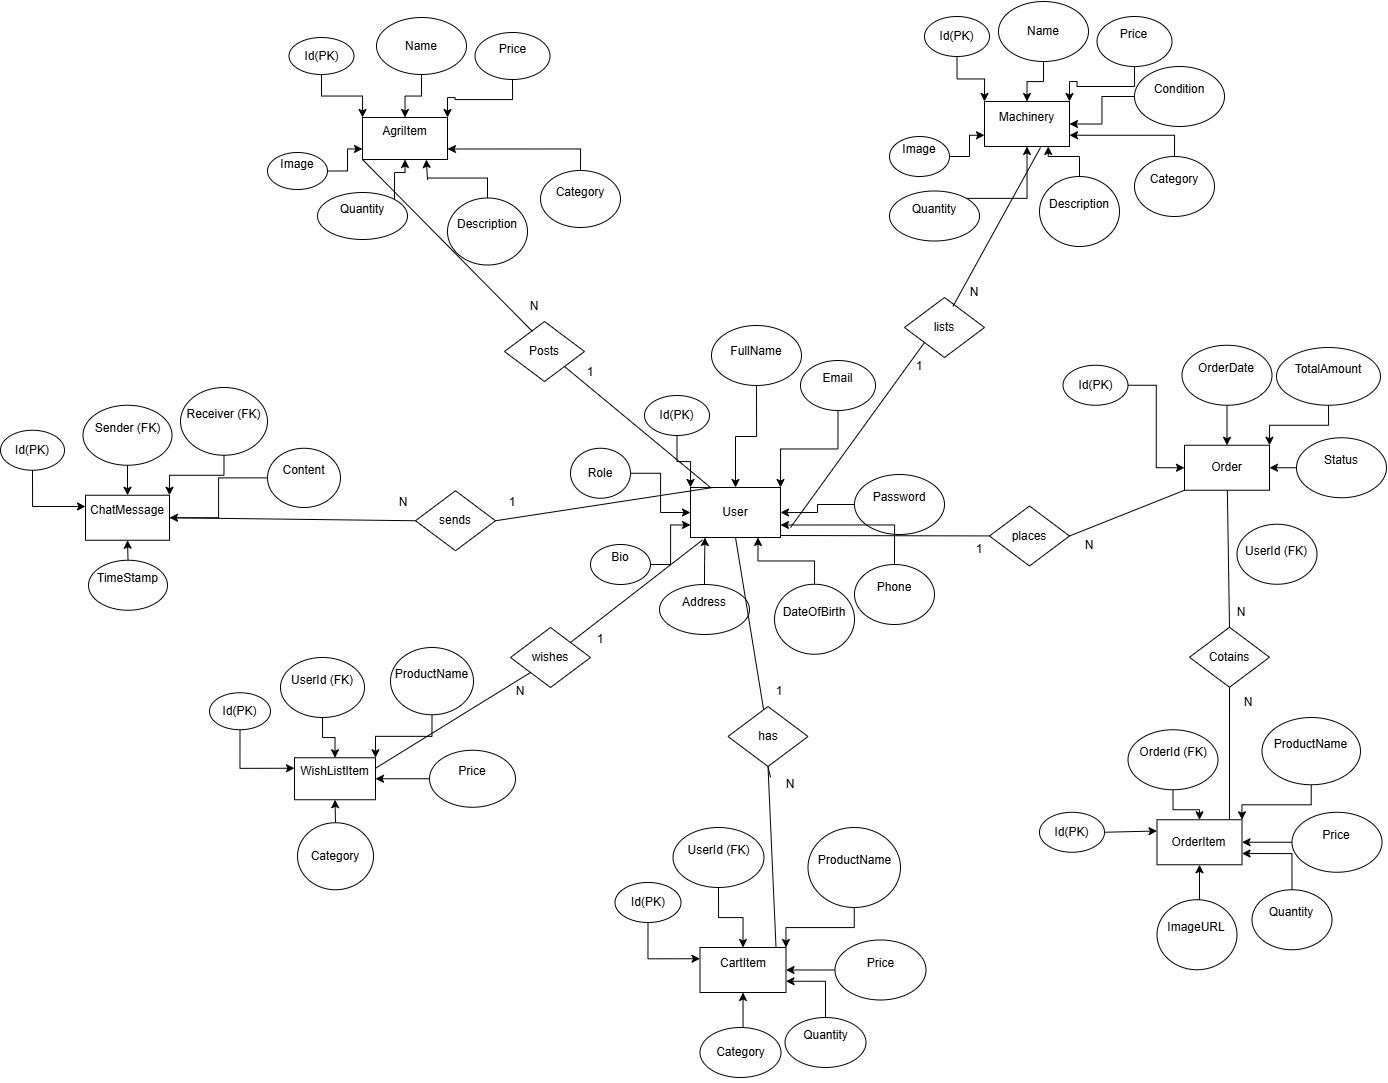 Id(PK)
Name
Price
AgriItem
Image
Quantity
Description
Category
Id(PK)
Name
Price
Condition
Machinery
Image
Quantity
Description
Category
N
Posts
1
N
lists
1
FullName
Email
Id(PK)
Role
User
Password
Bio
Address
DateOfBirth
Phone
Id(PK)
Sender (FK)
Receiver (FK)
Content
ChatMessage
TimeStamp
N
sends
1
Id(PK)
OrderDate
TotalAmount
Order
Status
1
places
N
UserId (FK)
N
Cotains
N
1
wishes
N
Id(PK)
UserId (FK)
ProductName
WishListItem
Price
Category
1
has
N
Id(PK)
UserId (FK)
ProductName
CartItem
Price
Category
Quantity
OrderId (FK)
ProductName
Id(PK)
OrderItem
Price
ImageURL
Quantity